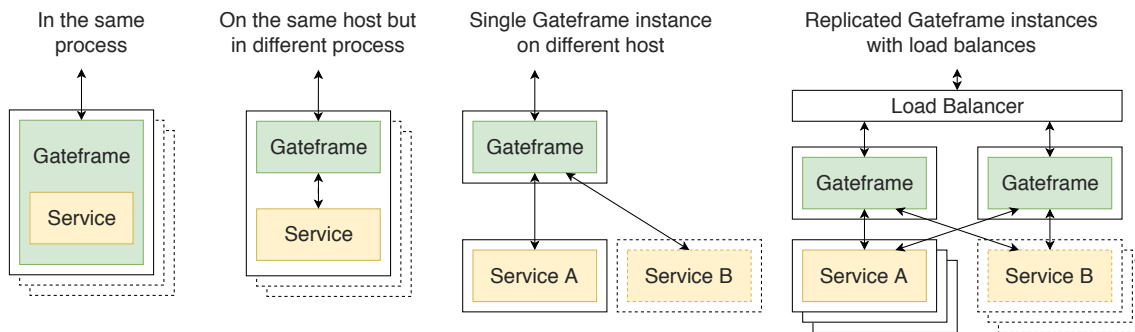 In the same
process
Gateframe
Service
On the same host but
in different process
Gateframe
Service
Single Gateframe instance
on different host
Gateframe
Service A
Service B
Replicated Gateframe instances
with load balances
Load Balancer
Gateframe
Gateframe
Service A
Service B